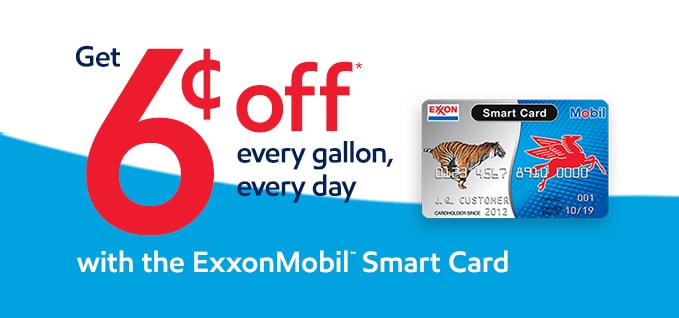 Get
6¢ off*
every gallon,
every day
with the ExxonMobil™ Smart Card
EXXON
Smart Card
Mobil
0123 4567 8910 0000
J.Q. CUSTOMER
001
CARDHOLDER SINCE 2012
10/19